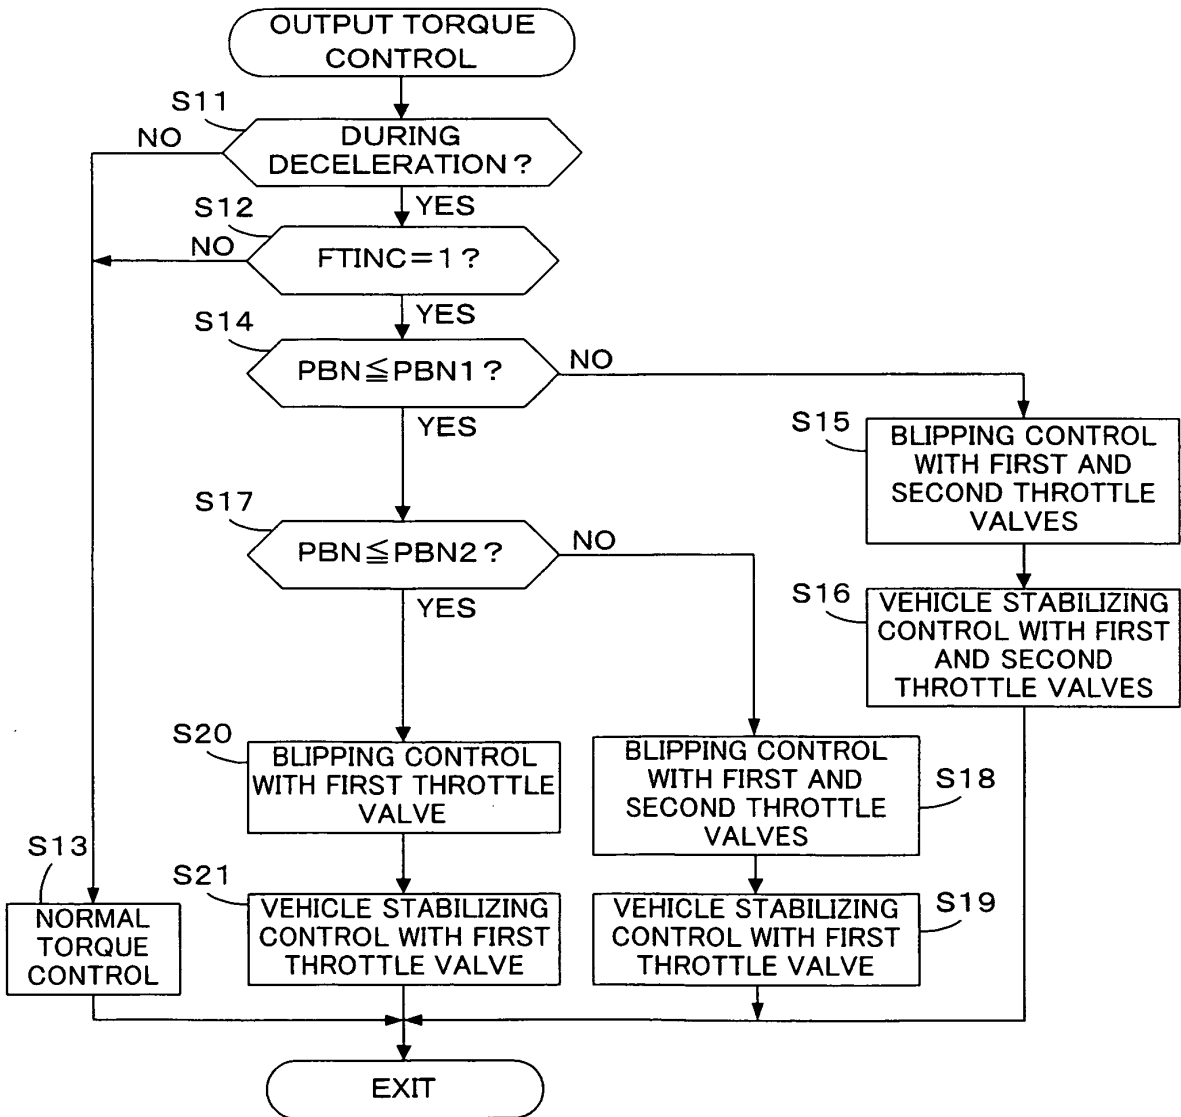 OUTPUT TORQUE
CONTROL
S11
NO
DURING
DECELERATION?
YES
S12
NO
FTINC=1?
YES
S14
PBN≦PBN1?
NO
YES
S15
BLIPPING CONTROL
WITH FIRST AND
SECOND THROTTLE
VALVES
S17
PBN≦PBN2?
NO
YES
S16
VEHICLE STABILIZING
CONTROL WITH FIRST
AND SECOND
THROTTLE VALVES
S20
BLIPPING CONTROL
WITH FIRST THROTTLE
VALVE
BLIPPING CONTROL
WITH FIRST AND
SECOND THROTTLE
VALVES
S18
S13
NORMAL
TORQUE
CONTROL
S21
VEHICLE STABILIZING
CONTROL WITH FIRST
THROTTLE VALVE
VEHICLE STABILIZING
CONTROL WITH FIRST
THROTTLE VALVE
S19
EXIT